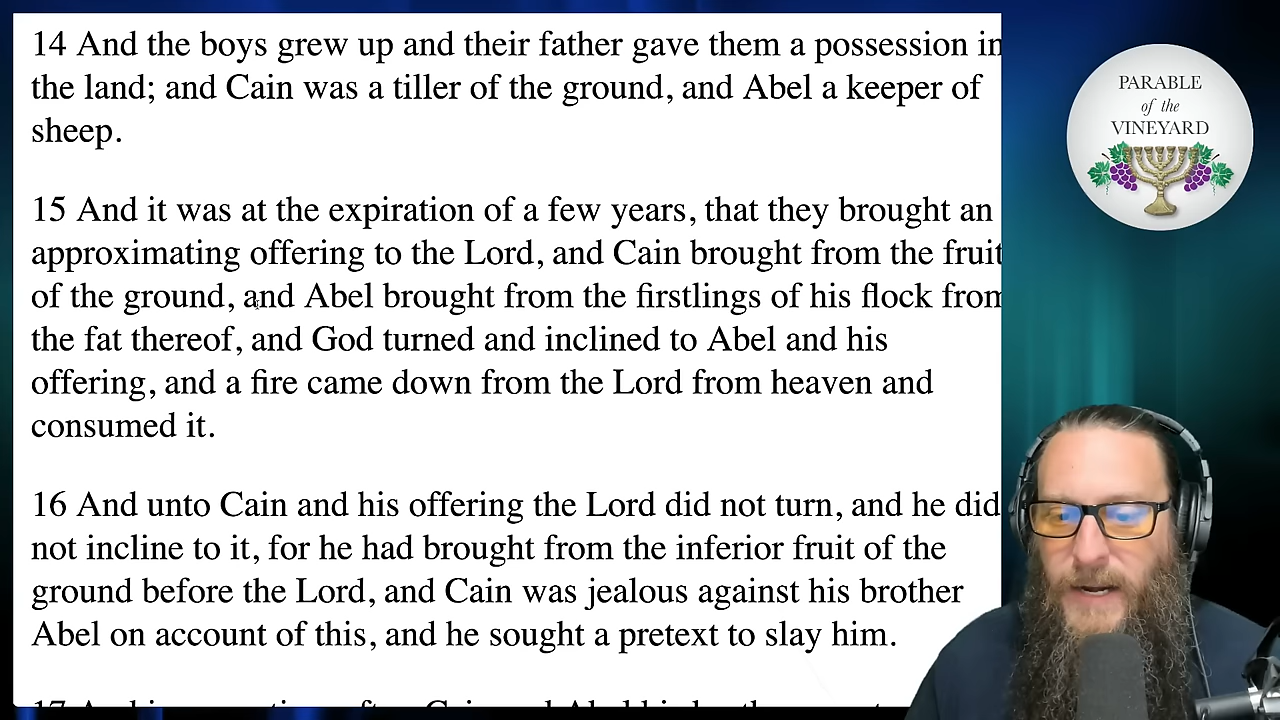 14 And the boys grew up and their father gave them a possession in
the land; and Cain was a tiller of the ground, and Abel a keeper of
sheep.
15 And it was at the expiration of a few years, that they brought an
approximating offering to the Lord, and Cain brought from the fruit
of the ground, and Abel brought from the firstlings of his flock from
the fat thereof, and God turned and inclined to Abel and his
offering, and a fire came down from the Lord from heaven and
consumed it.
16 And unto Cain and his offering the Lord did not turn, and he did
not incline to it, for he had brought from the inferior fruit of the
ground before the Lord, and Cain was jealous against his brother
Abel on account of this, and he sought a pretext to slay him.
PARABLE
of the
VINEYARD